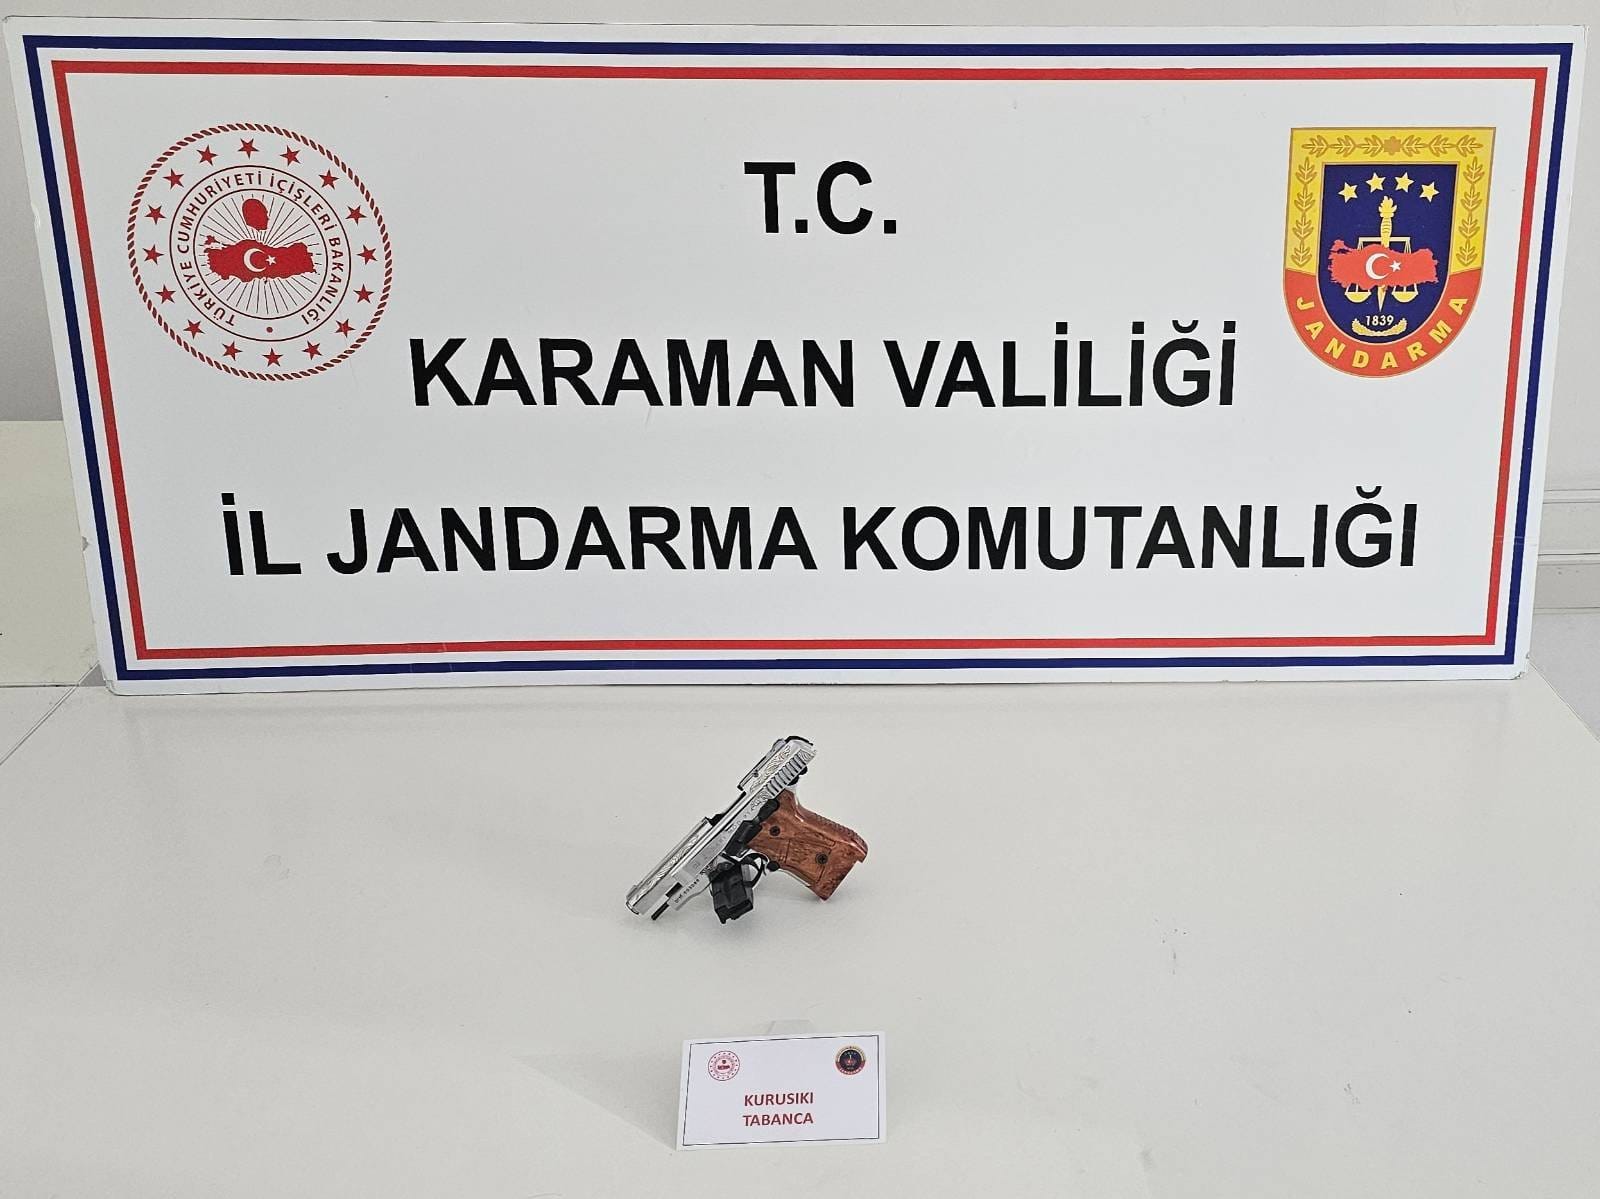 T.C.
TÜRKİYE CUMHURİYETİ İÇİŞLERİ BAKANLIĞI
1839
JANDARMA
KARAMAN VALİLİĞİ
İL JANDARMA KOMUTANLIĞI
KURUSIKI
TABANCA